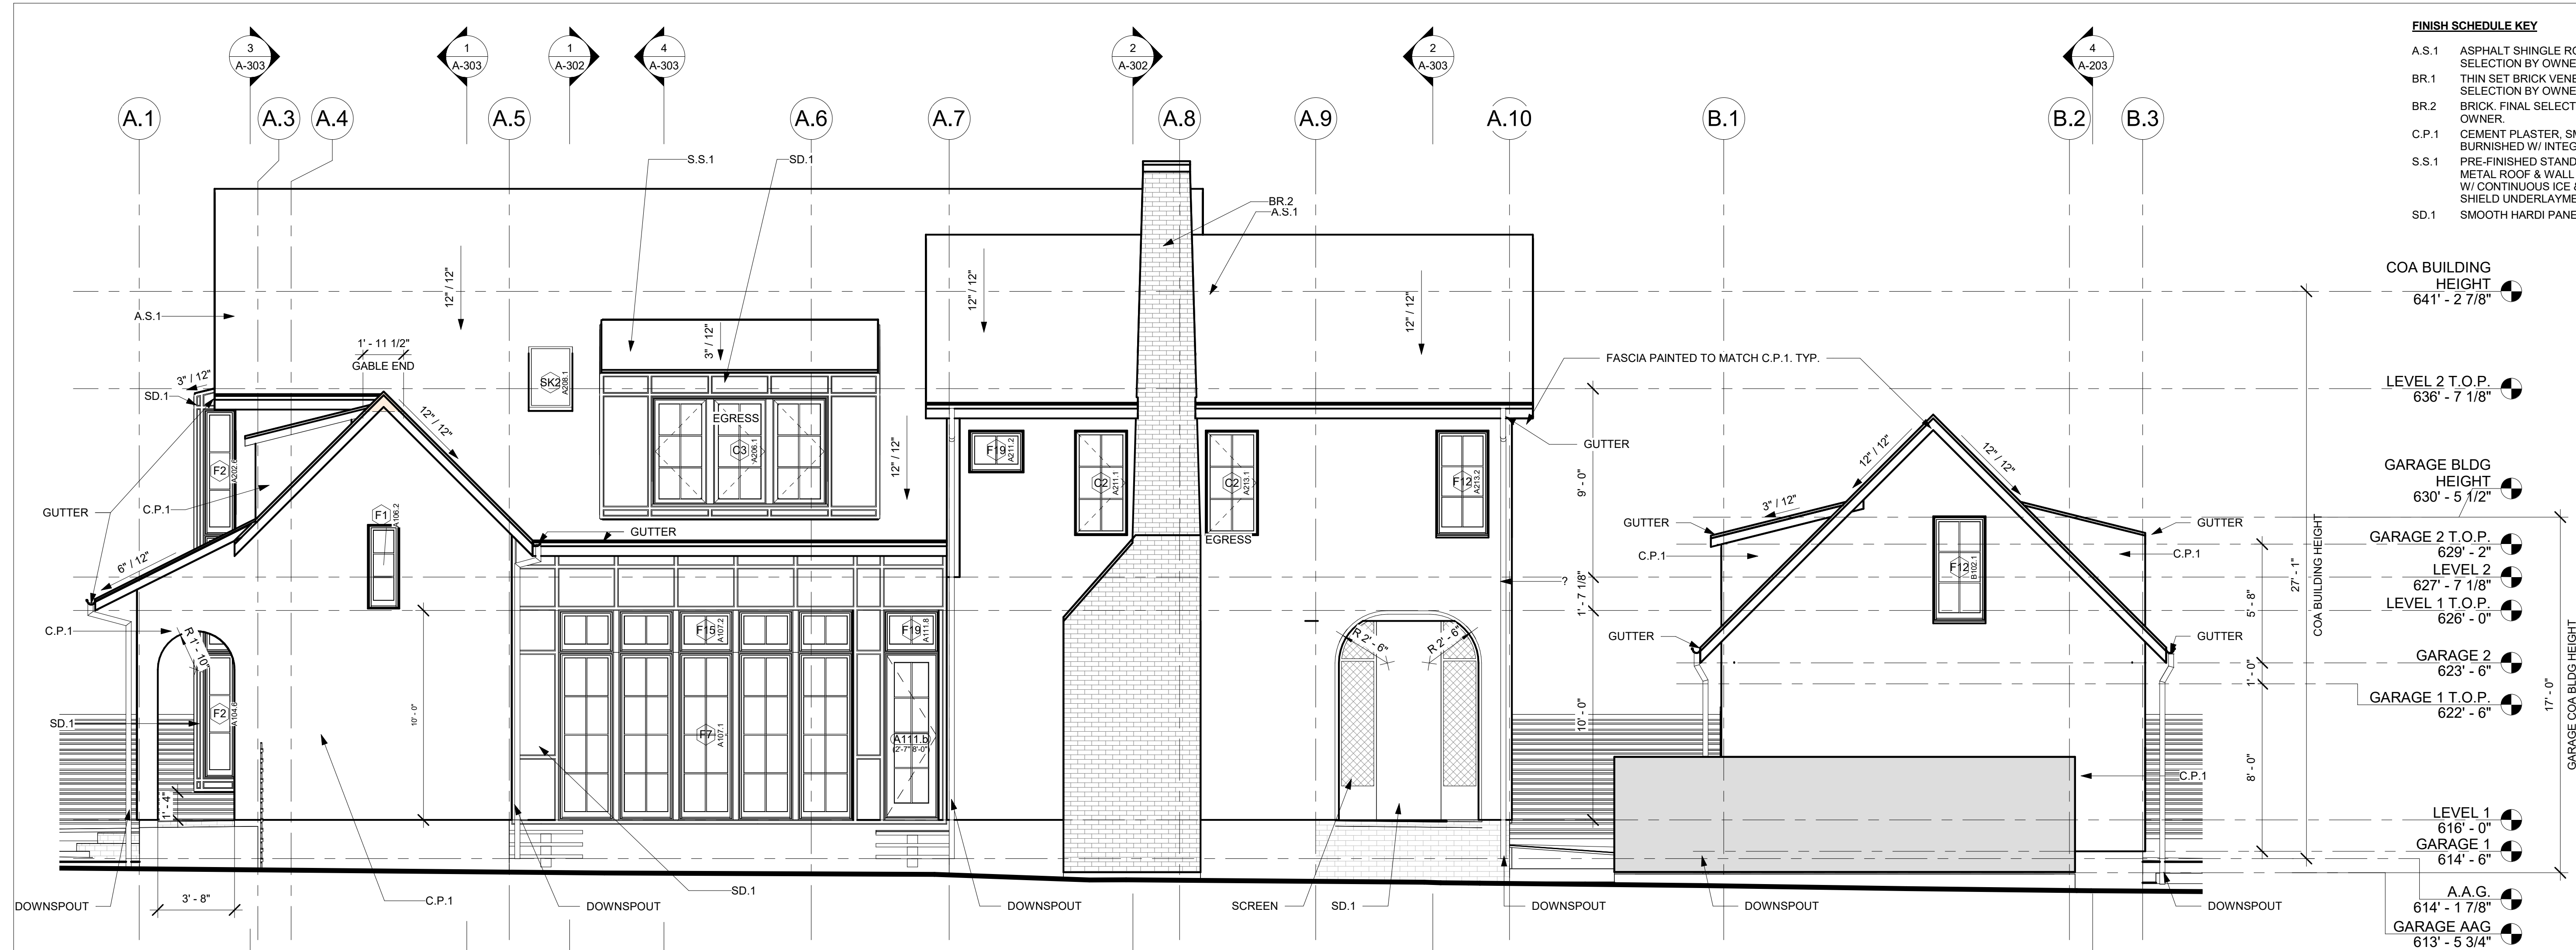 FINISH SCHEDULE KEY
A.S.1 ASPHALT SHINGLE RO
SELECTION BY OWNE
BR.1 THIN SET BRICK VENE
SELECTION BY OWNE
BR.2 BRICK. FINAL SELECT
OWNER.
C.P.1 CEMENT PLASTER, SM
BURNISHED W/ INTEG
S.S.1 PRE-FINISHED STAND
METAL ROOF & WALL
W/ CONTINUOUS ICE &
SHIELD UNDERLAYME
SD.1 SMOOTH HARDI PANE
3
A-303
1
A-303
1
A-302
4
A-303
2
A-302
2
A-303
4
A-203
A.1
A.3
A.4
A.5
A.6
A.7
A.8
A.9
A.10
B.1
B.2
B.3
S.S.1
SD.1
BR.2
A.S.1
12" / 12"
12" / 12"
12" / 12"
A.S.1
1' - 11 1/2"
GABLE END
3" / 12"
SK2
A208.1
3" / 12"
SD.1
12"/12"
EGRESS
C3
A206.1
12" / 12"
F19
A211.2
C2
A211.1
C2
A213.1
EGRESS
F12
A213.2
FASCIA PAINTED TO MATCH C.P.1. TYP.
GUTTER
F2
A202.6
C.P.1
GUTTER
F1
A106.2
GUTTER
6" / 12"
C.P.1
R 1' - 10"
SD.1
F2
A104.6
1' - 4"
10' - 0"
F15
A107.2
F19
A111.8
F7
A107.1
A111.b
(2'-7" 8'-0")
R 2' - 6"
R 2' - 6"
?
9' - 0"
1' - 7 1/8"
10' - 0"
12" / 12"
12" / 12"
3" / 12"
GUTTER
GUTTER
C.P.1
C.P.1
F12
B102.1
GUTTER
GUTTER
C.P.1
5' - 8"
1' - 0"
8' - 0"
27' - 1"
COA BUILDING HEIGHT
17' - 0"
GARAGE COA BLDG HEIGHT
COA BUILDING
HEIGHT
641' - 2 7/8"
LEVEL 2 T.O.P.
636' - 7 1/8"
GARAGE BLDG
HEIGHT
630' - 5 1/2"
GARAGE 2 T.O.P.
629' - 2"
LEVEL 2
627' - 7 1/8"
LEVEL 1 T.O.P.
626' - 0"
GARAGE 2
623' - 6"
GARAGE 1 T.O.P.
622' - 6"
LEVEL 1
616' - 0"
GARAGE 1
614' - 6"
A.A.G.
614' - 1 7/8"
GARAGE AAG
613' - 5 3/4"
DOWNSPOUT
3' - 8"
C.P.1
DOWNSPOUT
SD.1
DOWNSPOUT
SCREEN
SD.1
DOWNSPOUT
DOWNSPOUT
DOWNSPOUT